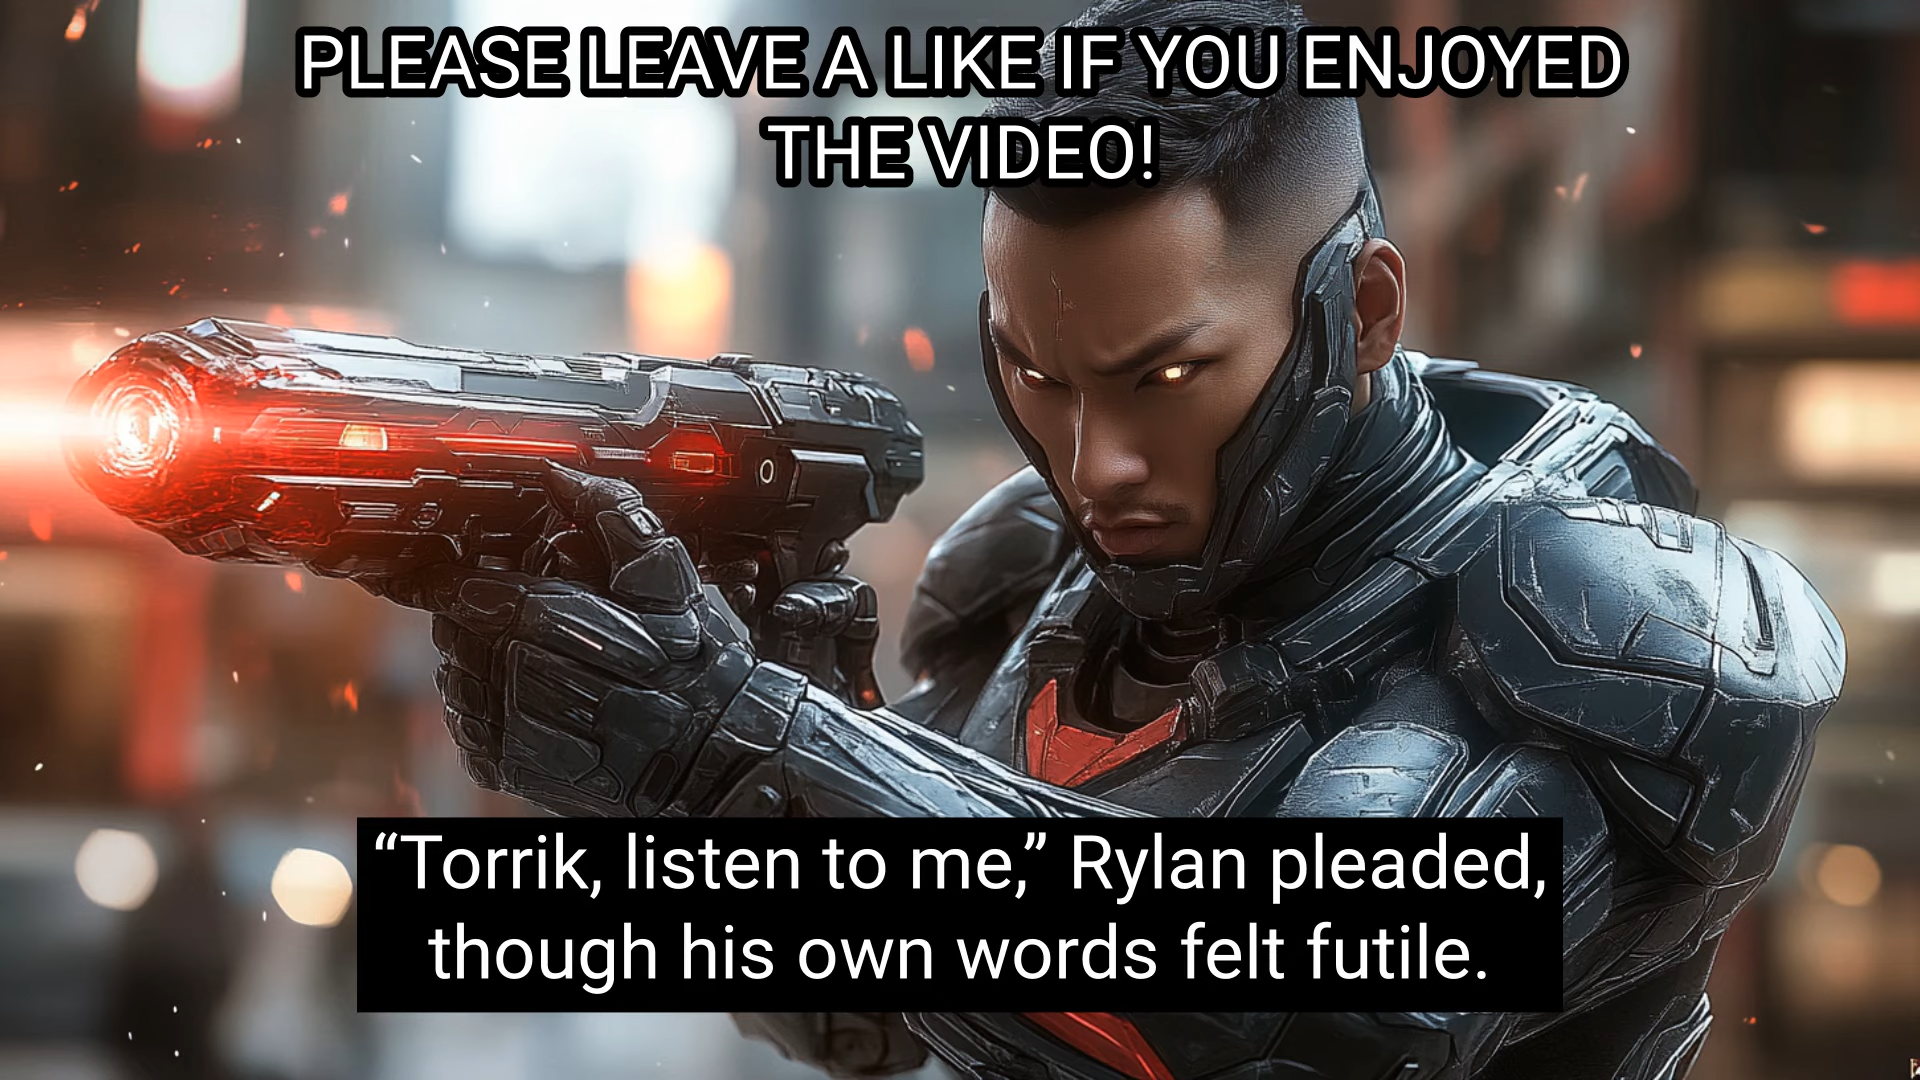 PLEASE LEAVE A LIKE IF YOU ENJOYED
THE VIDEO!
“Torrik, listen to me,” Rylan pleaded,
though his own words felt futile.